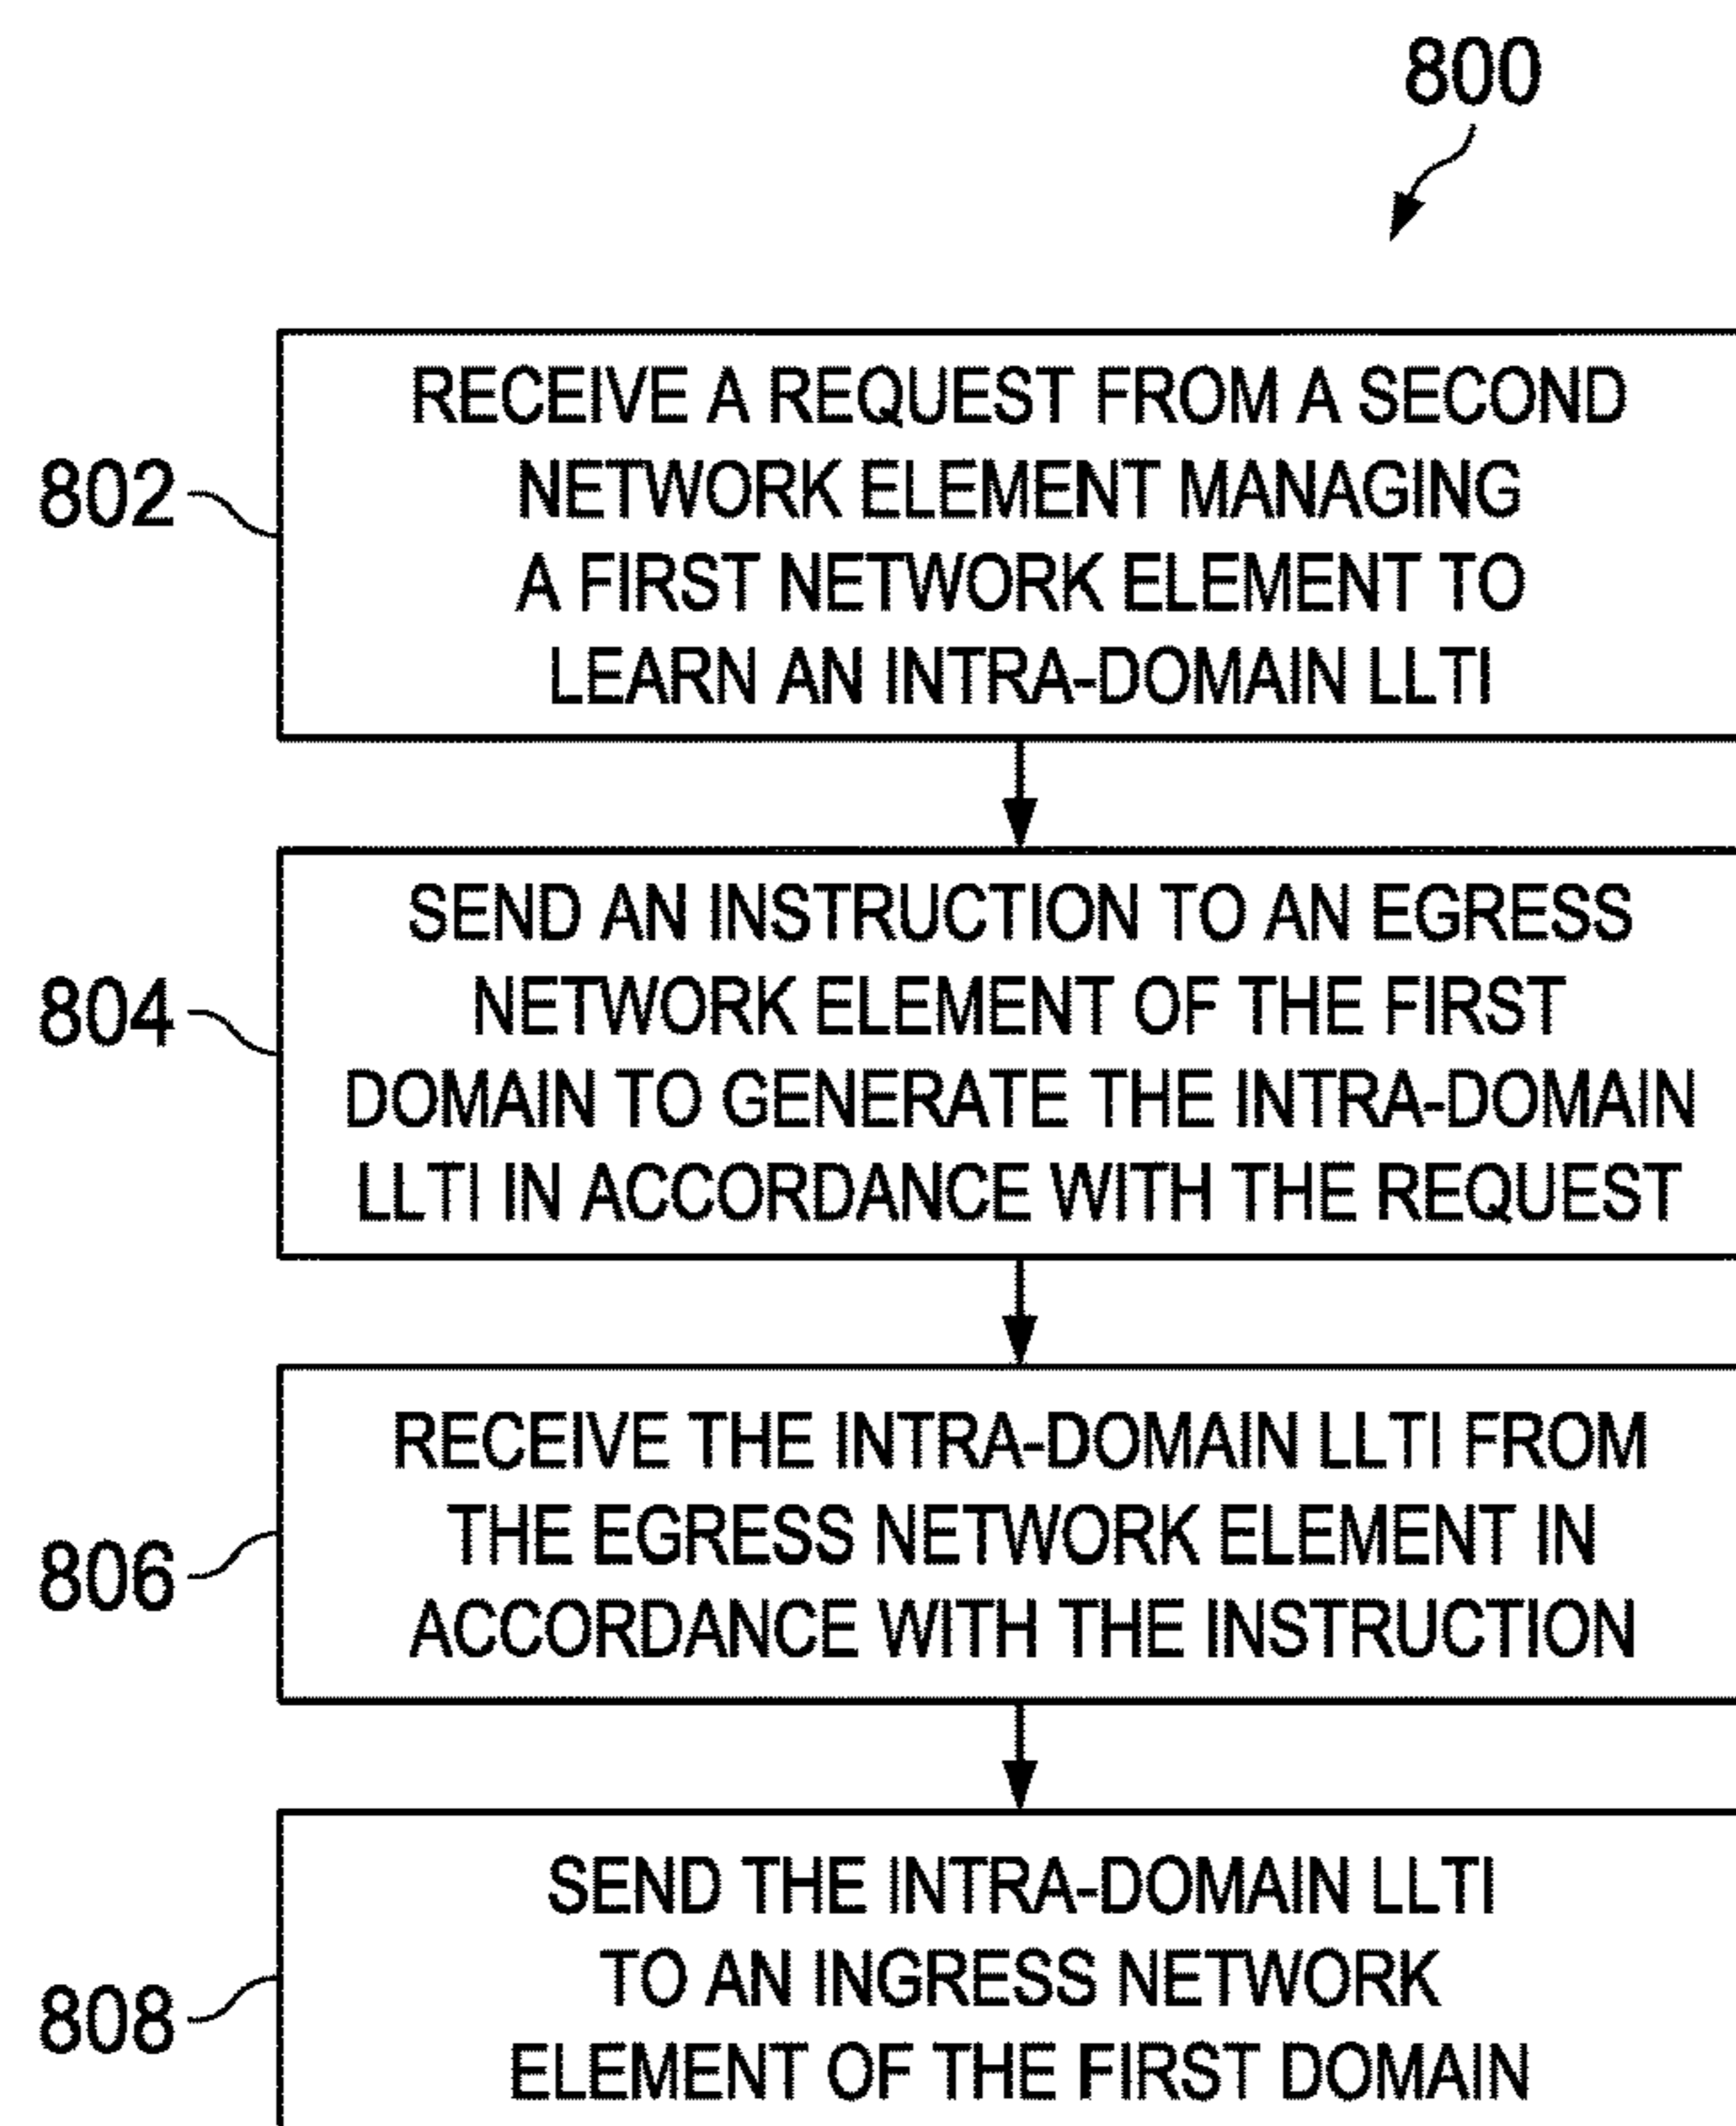 800
802
RECEIVE A REQUEST FROM A SECOND
NETWORK ELEMENT MANAGING
A FIRST NETWORK ELEMENT TO
LEARN AN INTRA-DOMAIN LLTI
804
SEND AN INSTRUCTION TO AN EGRESS
NETWORK ELEMENT OF THE FIRST
DOMAIN TO GENERATE THE INTRA-DOMAIN
LLTI IN ACCORDANCE WITH THE REQUEST
806
RECEIVE THE INTRA-DOMAIN LLTI FROM
THE EGRESS NETWORK ELEMENT IN
ACCORDANCE WITH THE INSTRUCTION
808
SEND THE INTRA-DOMAIN LLTI
TO AN INGRESS NETWORK
ELEMENT OF THE FIRST DOMAIN